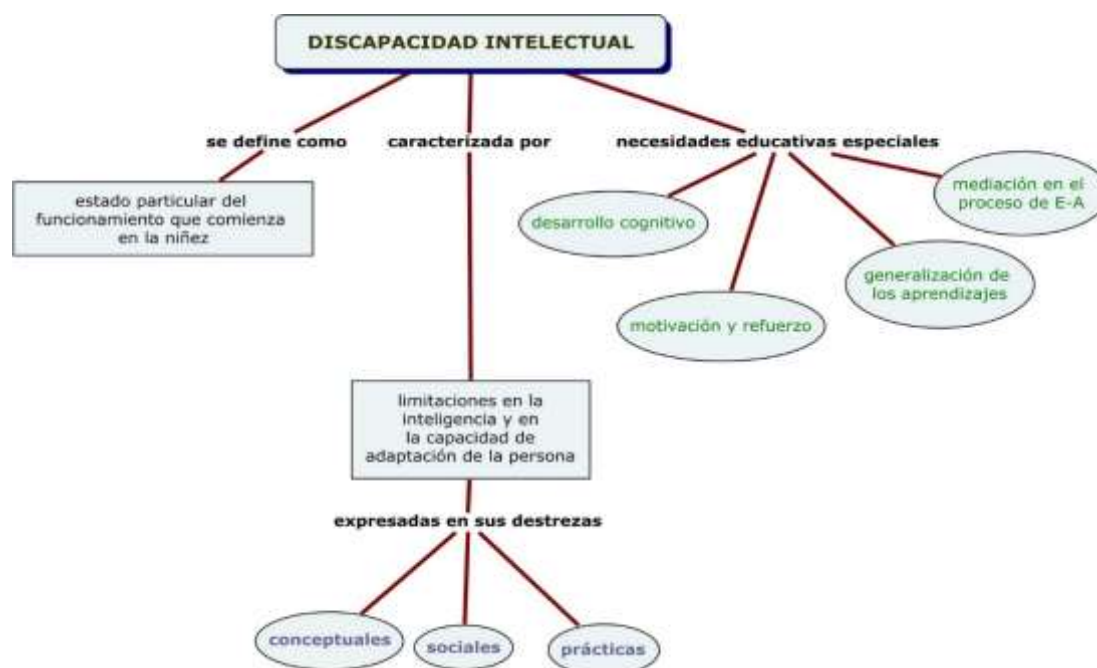 DISCAPACIDAD INTELECTUAL
se define como
caracterizada por
necesidades educativas especiales
estado particular del
funcionamiento que comienza
en la niñez
desarrollo cognitivo
mediación en el
proceso de E-A
generalización de
los aprendizajes
motivación y refuerzo
limitaciones en la
inteligencia y en
la capacidad de
adaptación de la persona
expresadas en sus destrezas
conceptuales
sociales
prácticas